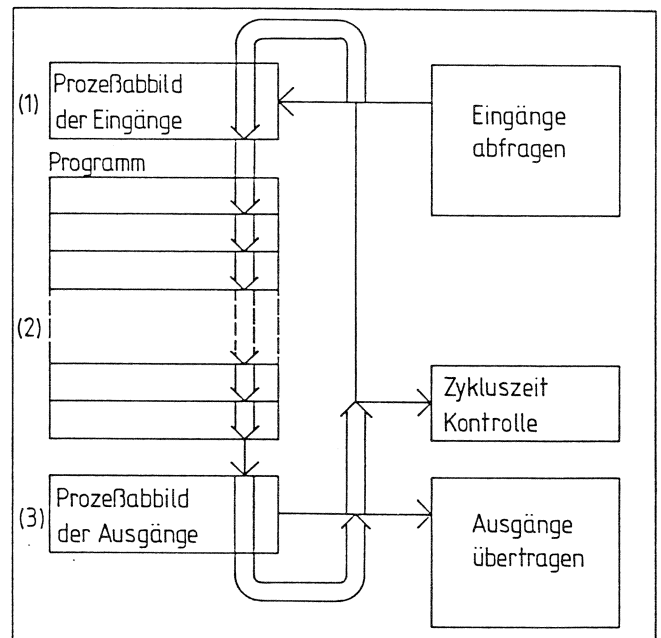 (1)
Prozeßabbild
der Eingänge
Eingänge
abfragen
Programm
(2)
Zykluszeit
Kontrolle
(3)
Prozeßabbild
der Ausgänge
Ausgänge
übertragen